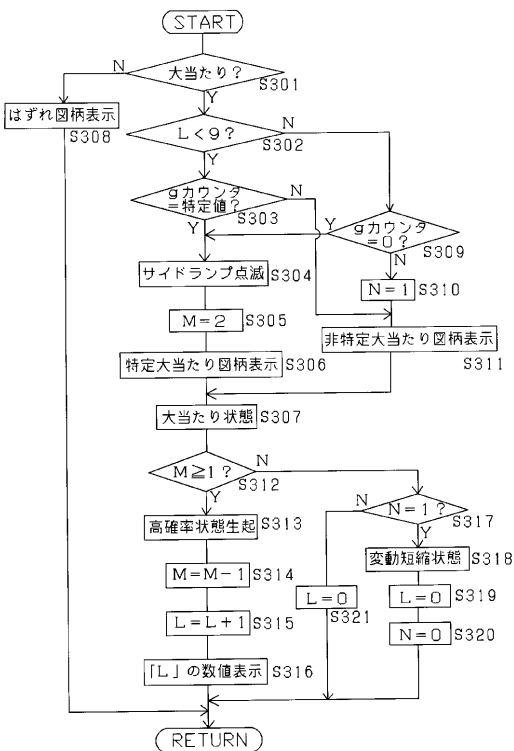 START
大当たり?
N
S301
Y
はずれ図柄表示
S308
L<9?
N
S302
Y
gカウンタ
=特定値?
N
S303
Y
gカウンタ
=0?
Y
S309
N
サイドランプ点滅
S304
N=1
S310
M=2
S305
非特定大当たり図柄表示
S311
特定大当たり図柄表示
S306
大当たり状態
S307
M≧1?
N
S312
Y
N=1?
N
S317
Y
高確率状態生起
S313
変動短縮状態
S318
M=M-1
S314
L=0
S321
L=0
S319
L=L+1
S315
N=0
S320
「L」の数値表示
S316
RETURN